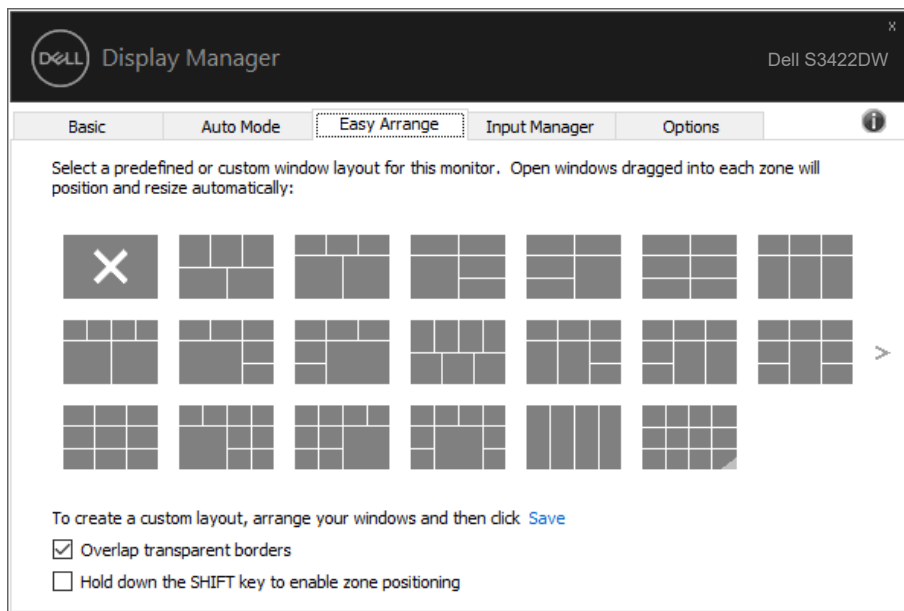 x
DELL Display Manager
Dell S3422DW
Basic Auto Mode Easy Arrange Input Manager Options
Select a predefined or custom window layout for this monitor. Open windows dragged into each zone will
position and resize automatically:
>
To create a custom layout, arrange your windows and then click Save
Overlap transparent borders
Hold down the SHIFT key to enable zone positioning